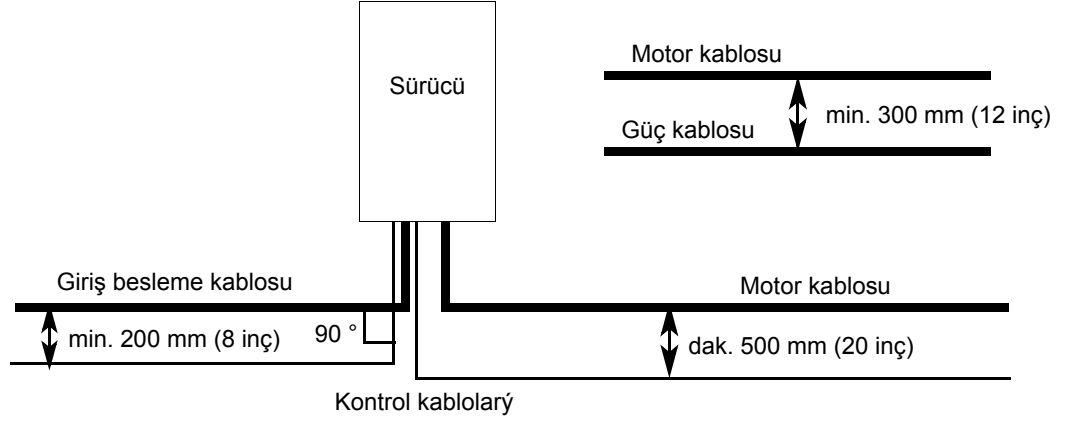 Motor kablosu
Sürücü
min. 300 mm (12 inç)
Güç kablosu
Giriş besleme kablosu
Motor kablosu
min. 200 mm (8 inç)
90 °
dak. 500 mm (20 inç)
Kontrol kablolarý